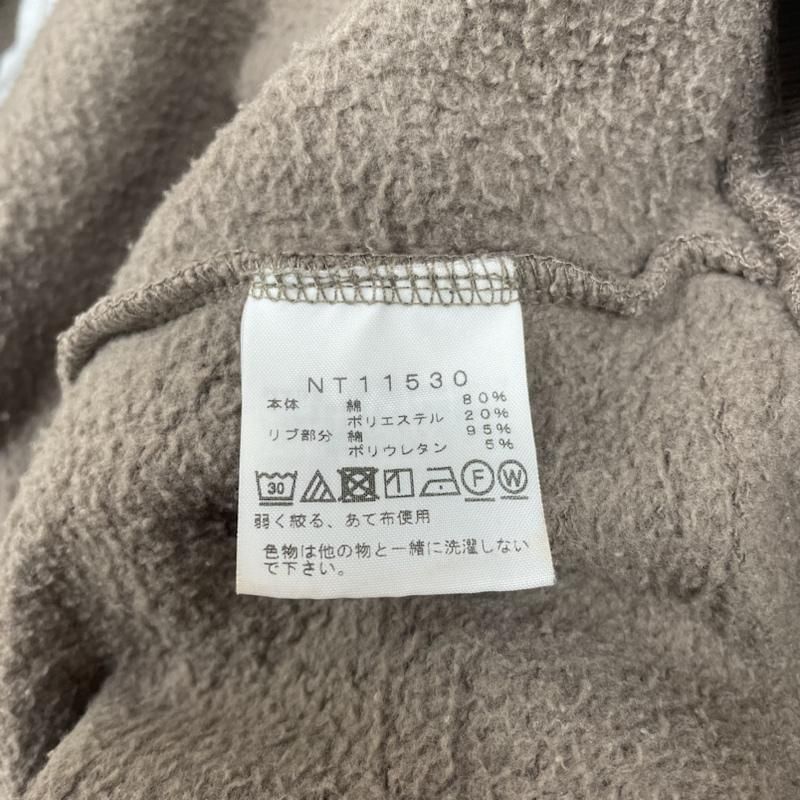 NT11530
本体 綿 80%
ポリエステル 20%
リブ部分 綿 95%
ポリウレタン 5%
30 F W
弱く絞る、あて布使用
色物は他の物と一緒に洗濯しない
で下さい。